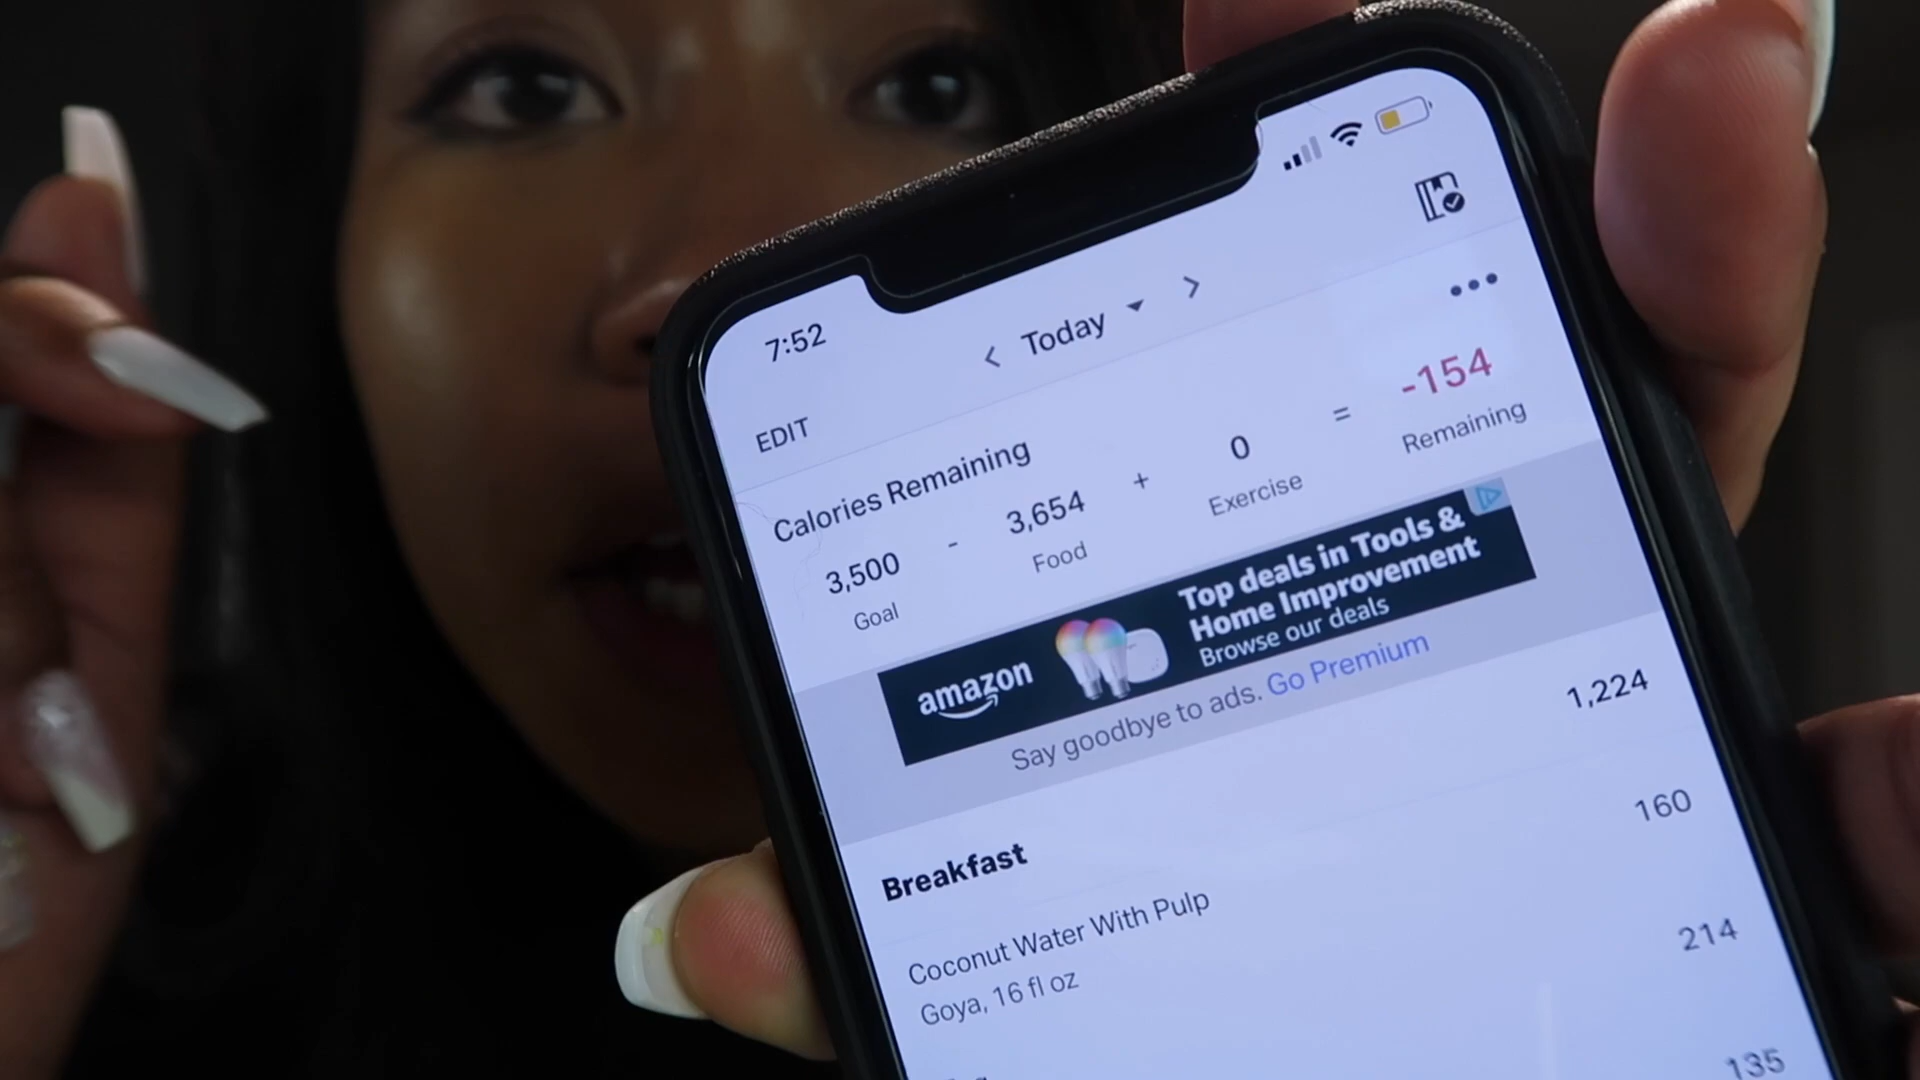 7:52
Today
EDIT
Calories Remaining
3,500 - 3,654 + 0 = -154
Goal Food Exercise Remaining
amazon
Top deals in Tools &
Home Improvement
Browse our deals
Say goodbye to ads. Go Premium
Breakfast 1,224
Coconut Water With Pulp 160
Goya, 16 fl oz
214
135